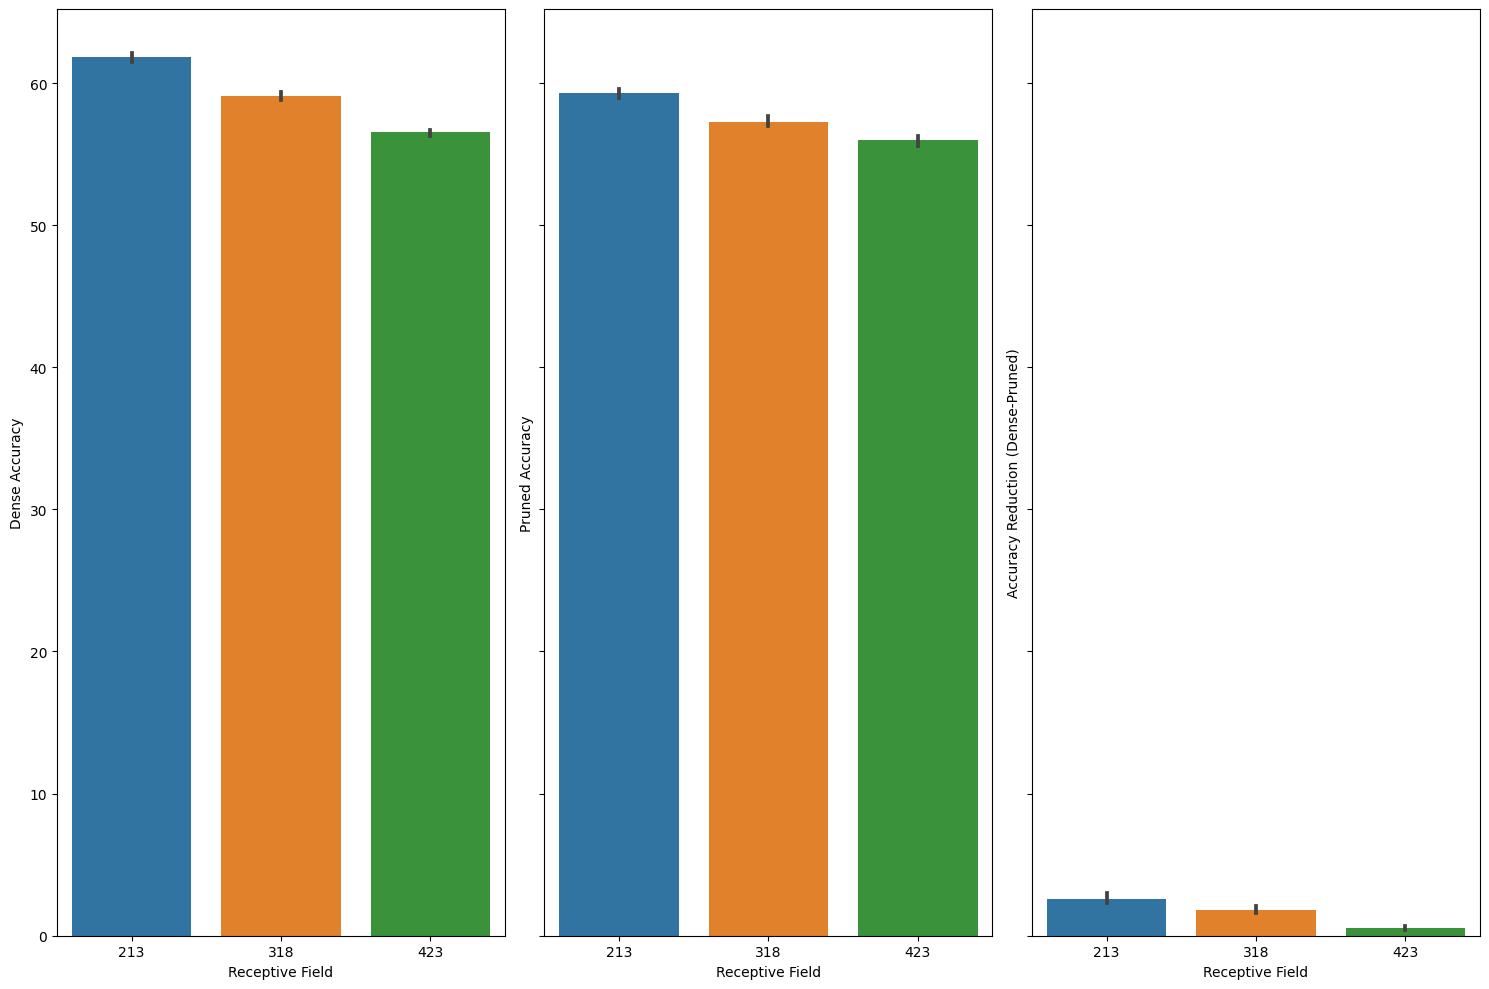 Dense Accuracy
60
50
40
30
20
10
0
213 318 423
Receptive Field
Pruned Accuracy
213 318 423
Receptive Field
Accuracy Reduction (Dense-Pruned)
213 318 423
Receptive Field